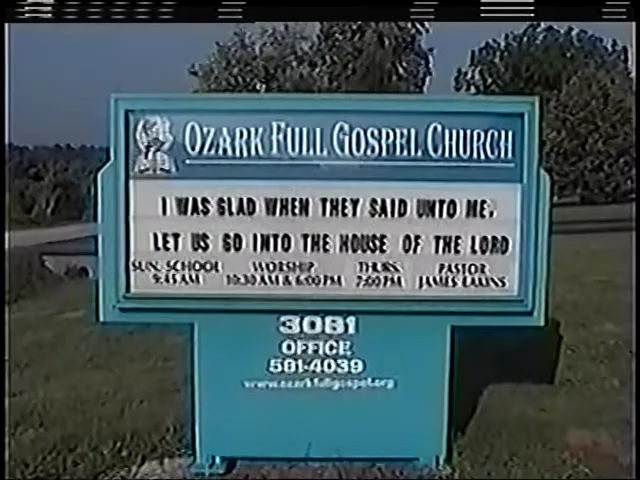 OZARK FULL GOSPEL CHURCH
I WAS GLAD WHEN THEY SAID UNTO ME.
LET US GO INTO THE HOUSE OF THE LORD
SUN. SCHOOL WORSHIP THURS. PASTOR
9:45 AM 10:30 AM & 6:00 PM 7:00 PM JAMES LAKINS
3081
OFFICE
581-4039
www.ozarkfullgospel.org